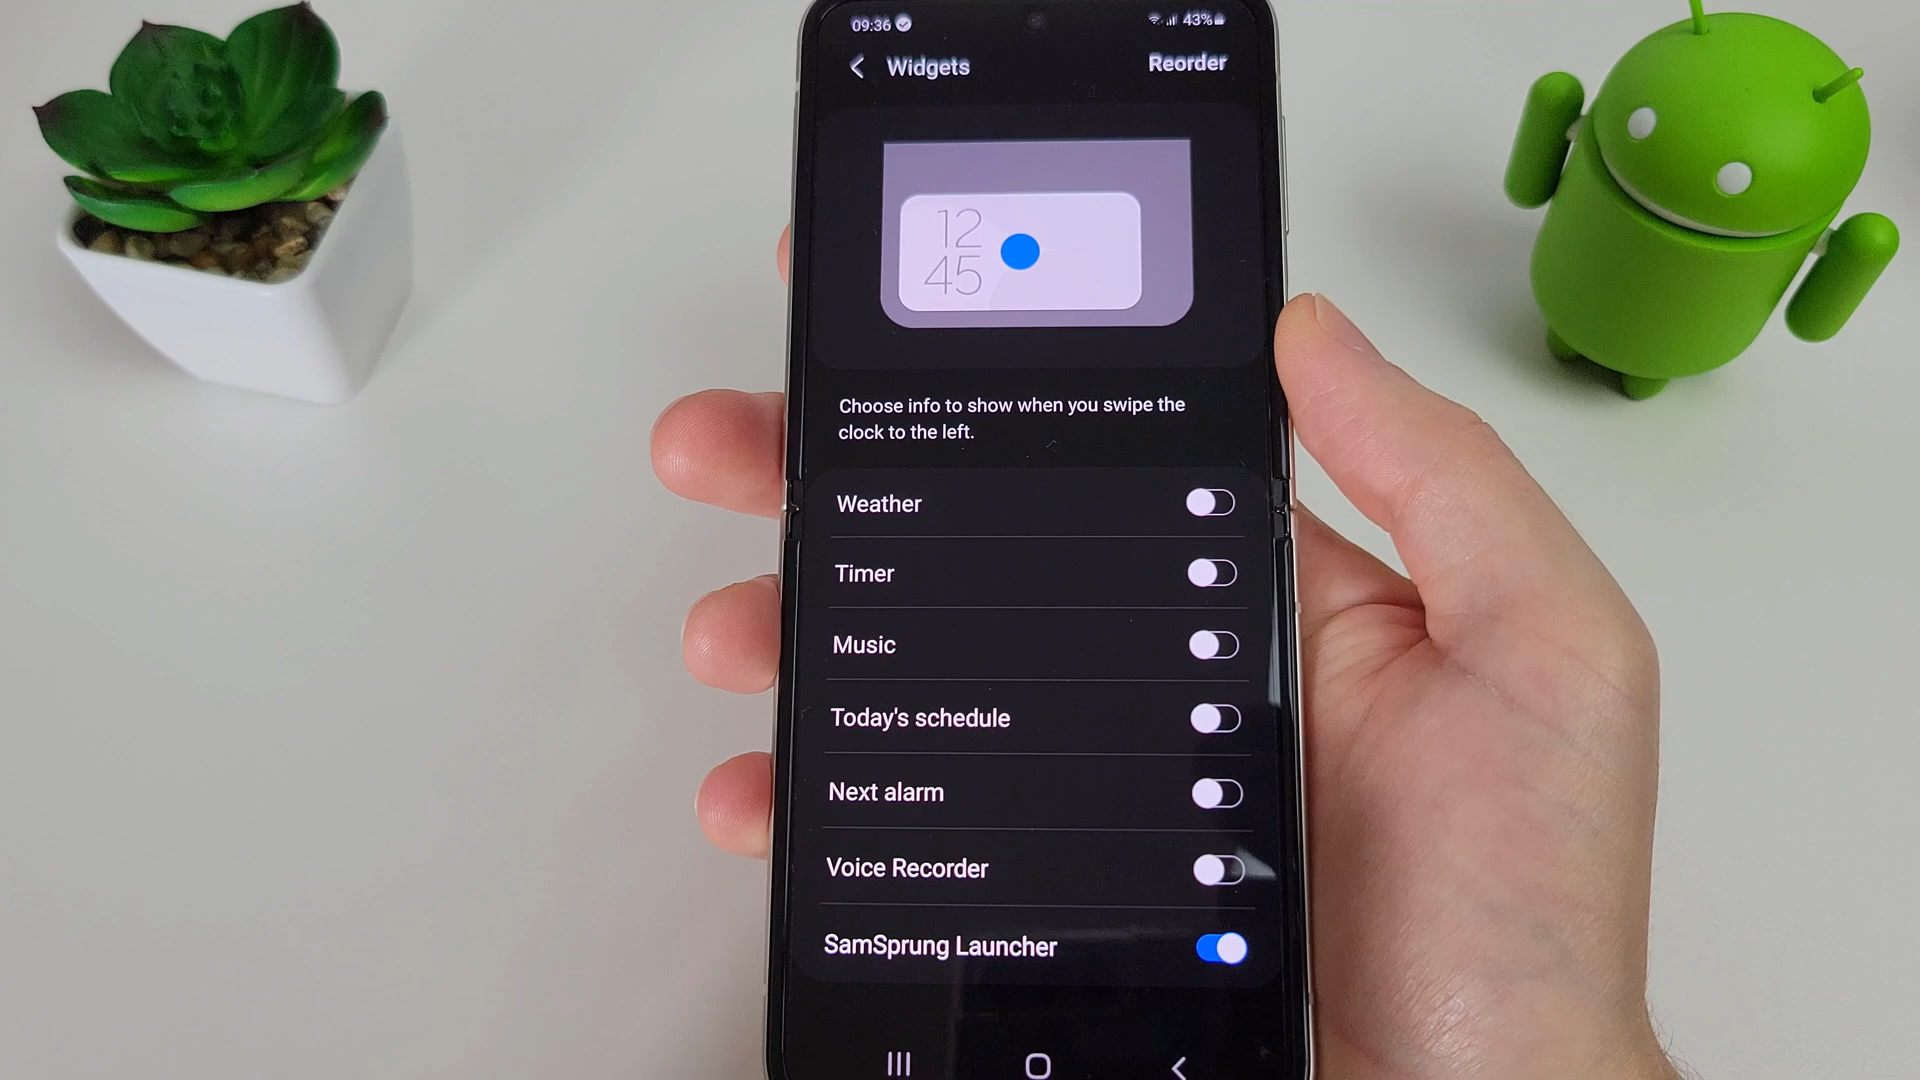 09:36 43%
Widgets Reorder
12
45
Choose info to show when you swipe the
clock to the left.
Weather
Timer
Music
Today's schedule
Next alarm
Voice Recorder
SamSprung Launcher